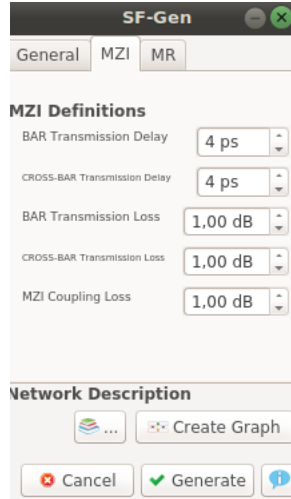 SF-Gen
General MZI MR
MZI Definitions
BAR Transmission Delay 4 ps
CROSS-BAR Transmission Delay 4 ps
BAR Transmission Loss 1,00 dB
CROSS-BAR Transmission Loss 1,00 dB
MZI Coupling Loss 1,00 dB
Network Description
... Create Graph
Cancel Generate